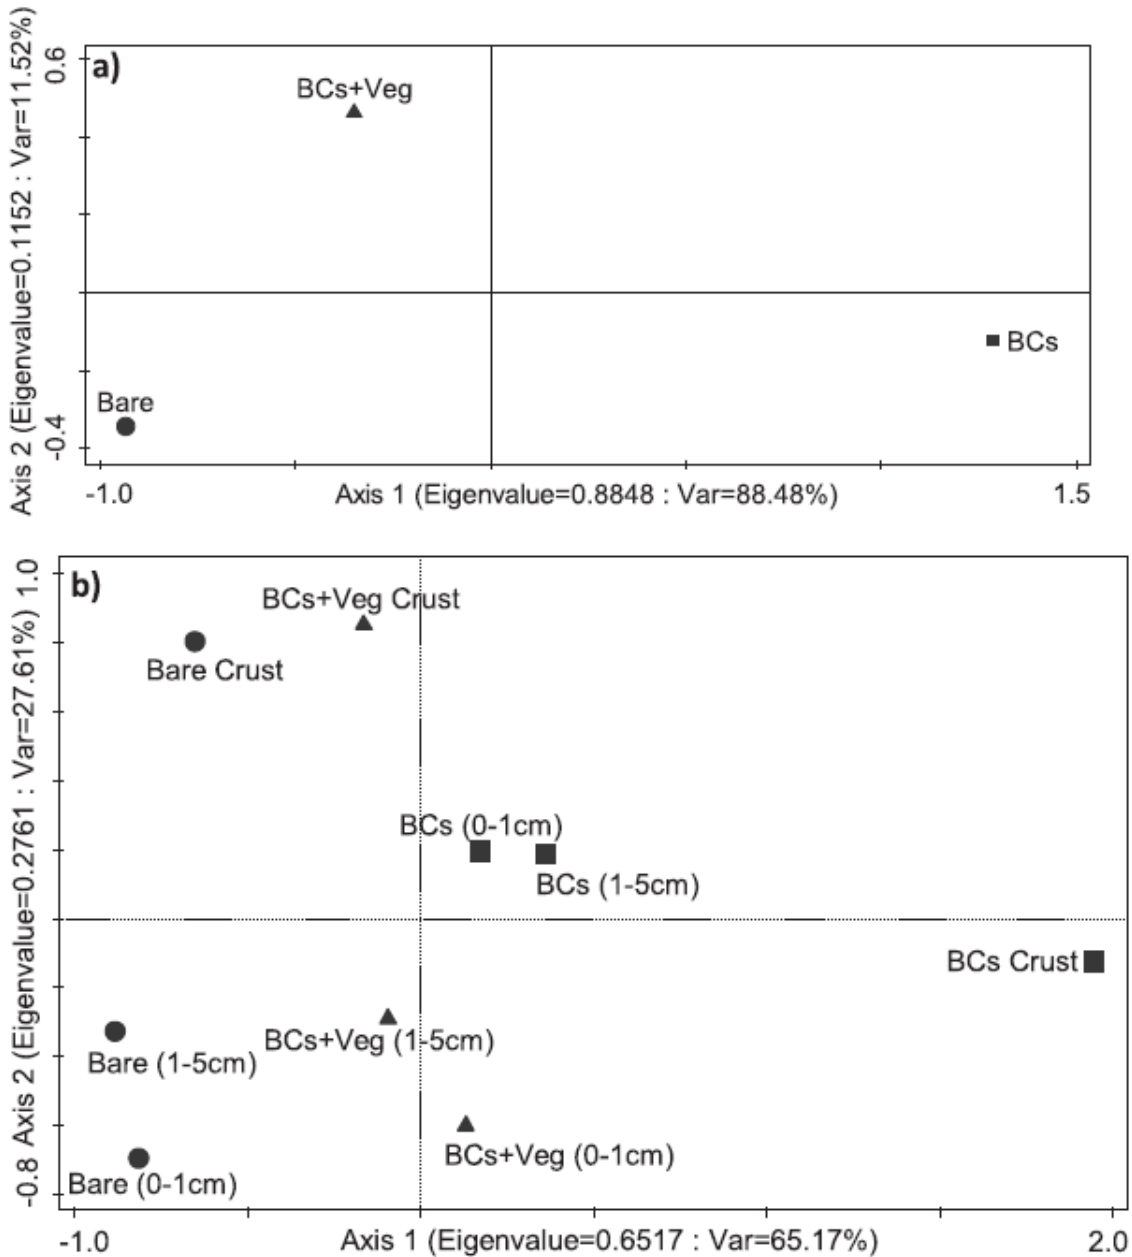 a)
0.6
BCs+Veg
Axis 2 (Eigenvalue=0.1152 : Var=11.52%)
BCs
Bare
-0.4
-1.0
Axis 1 (Eigenvalue=0.8848 : Var=88.48%)
1.5
b)
1.0
BCs+Veg Crust
Bare Crust
Axis 2 (Eigenvalue=0.2761 : Var=27.61%)
BCs (0-1cm)
BCs (1-5cm)
BCs Crust
BCs+Veg (1-5cm)
Bare (1-5cm)
BCs+Veg (0-1cm)
Bare (0-1cm)
-0.8
-1.0
Axis 1 (Eigenvalue=0.6517 : Var=65.17%)
2.0